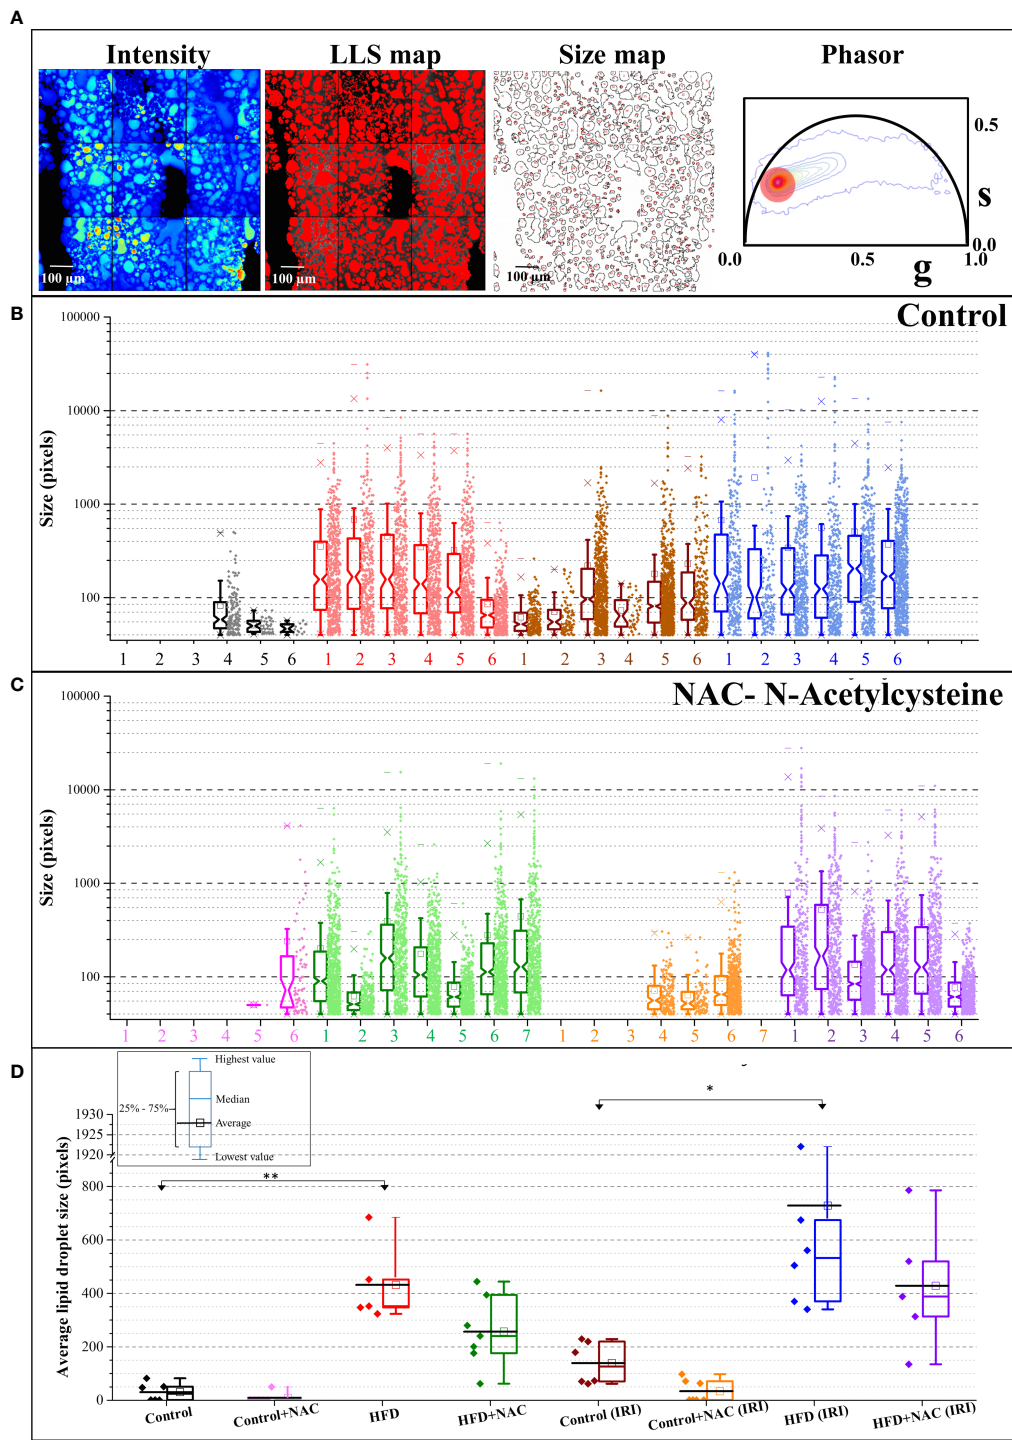 A
Intensity
LLS map
Size map
Phasor
100 μm
100 μm
100 μm
0.5
s
0.0
0.5
g
1.0
B
Control
Size (pixels)
100000
10000
1000
100
1 2 3 4 5 6 1 2 3 4 5 6 1 2 3 4 5 6 1 2 3 4 5 6
C
NAC- N-Acetylcysteine
Size (pixels)
100000
10000
1000
100
1 2 3 4 5 6 1 2 3 4 5 6 7 1 2 3 4 5 6 7 1 2 3 4 5 6
D
Highest value
25% - 75%
Median
Average
Lowest value
Average lipid droplet size (pixels)
1930
1925
1920
800
600
400
200
0
**
*
Control
Control+NAC
HFD
HFD+NAC
Control (IRI)
Control+NAC (IRI)
HFD (IRI)
HFD+NAC (IRI)